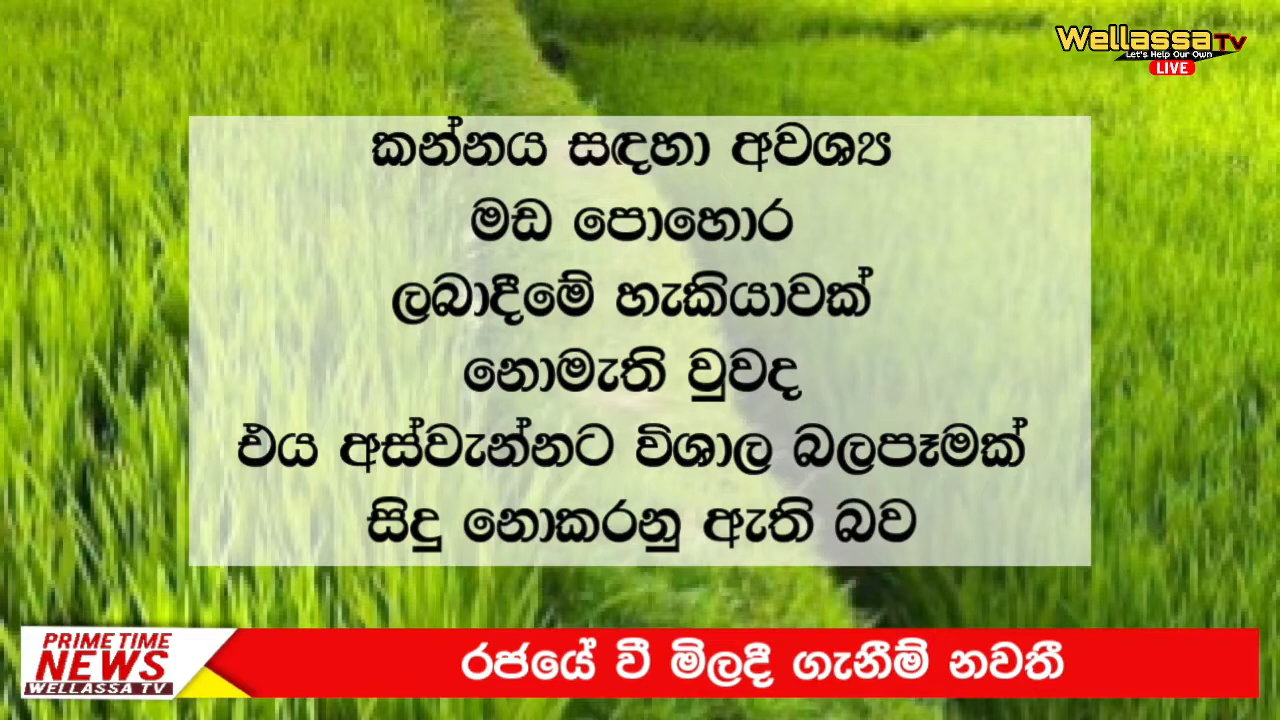 Wellassa TV
Let's Help Our Own
LIVE
කන්නය සඳහා අවශ්‍ය
මඩ පොහොර
ලබාදීමේ හැකියාවක්
නොමැති වුවද
එය අස්වැන්නට විශාල බලපෑමක්
සිදු නොකරනු ඇති බව
PRIME TIME
NEWS
WELLASSA TV
රජයේ වී මිලදී ගැනීම් නවතී